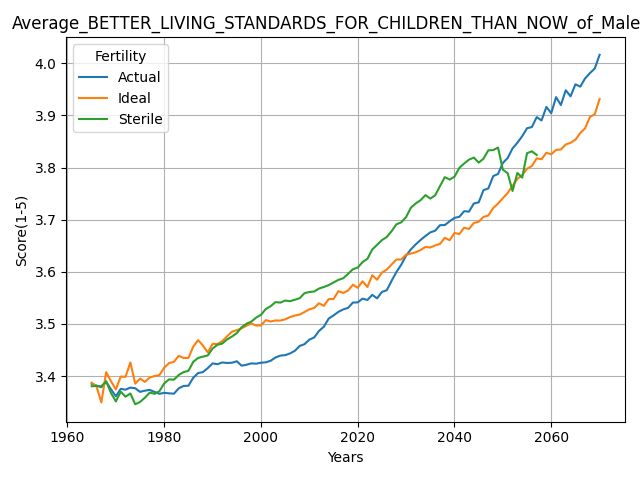 Average_BETTER_LIVING_STANDARDS_FOR_CHILDREN_THAN_NOW_of_Male
Fertility
Actual
Ideal
Sterile
Score(1-5)
4.0
3.9
3.8
3.7
3.6
3.5
3.4
1960 1980 2000 2020 2040 2060
Years